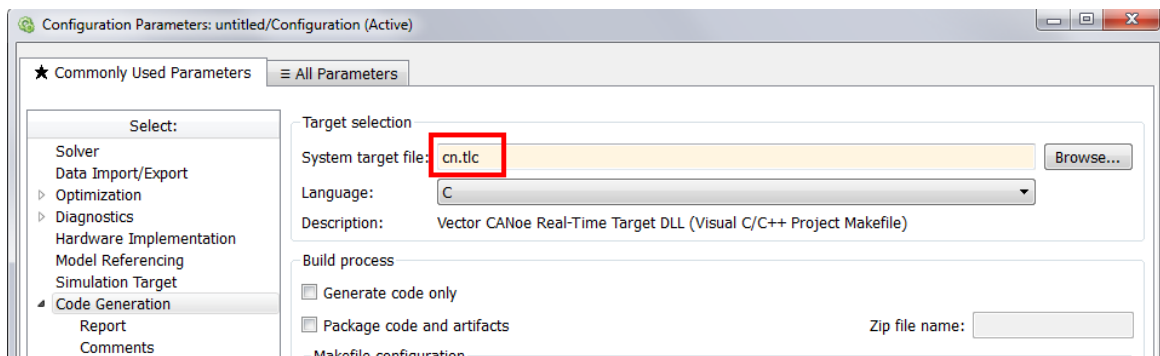 Configuration Parameters: untitled/Configuration (Active)
★ Commonly Used Parameters
≡ All Parameters
Select:
Solver
Data Import/Export
Optimization
Diagnostics
Hardware Implementation
Model Referencing
Simulation Target
Code Generation
Report
Comments
Target selection
System target file: cn.tlc
Browse...
Language: C
Description: Vector CANoe Real-Time Target DLL (Visual C/C++ Project Makefile)
Build process
Generate code only
Package code and artifacts
Zip file name:
Makefile configuration